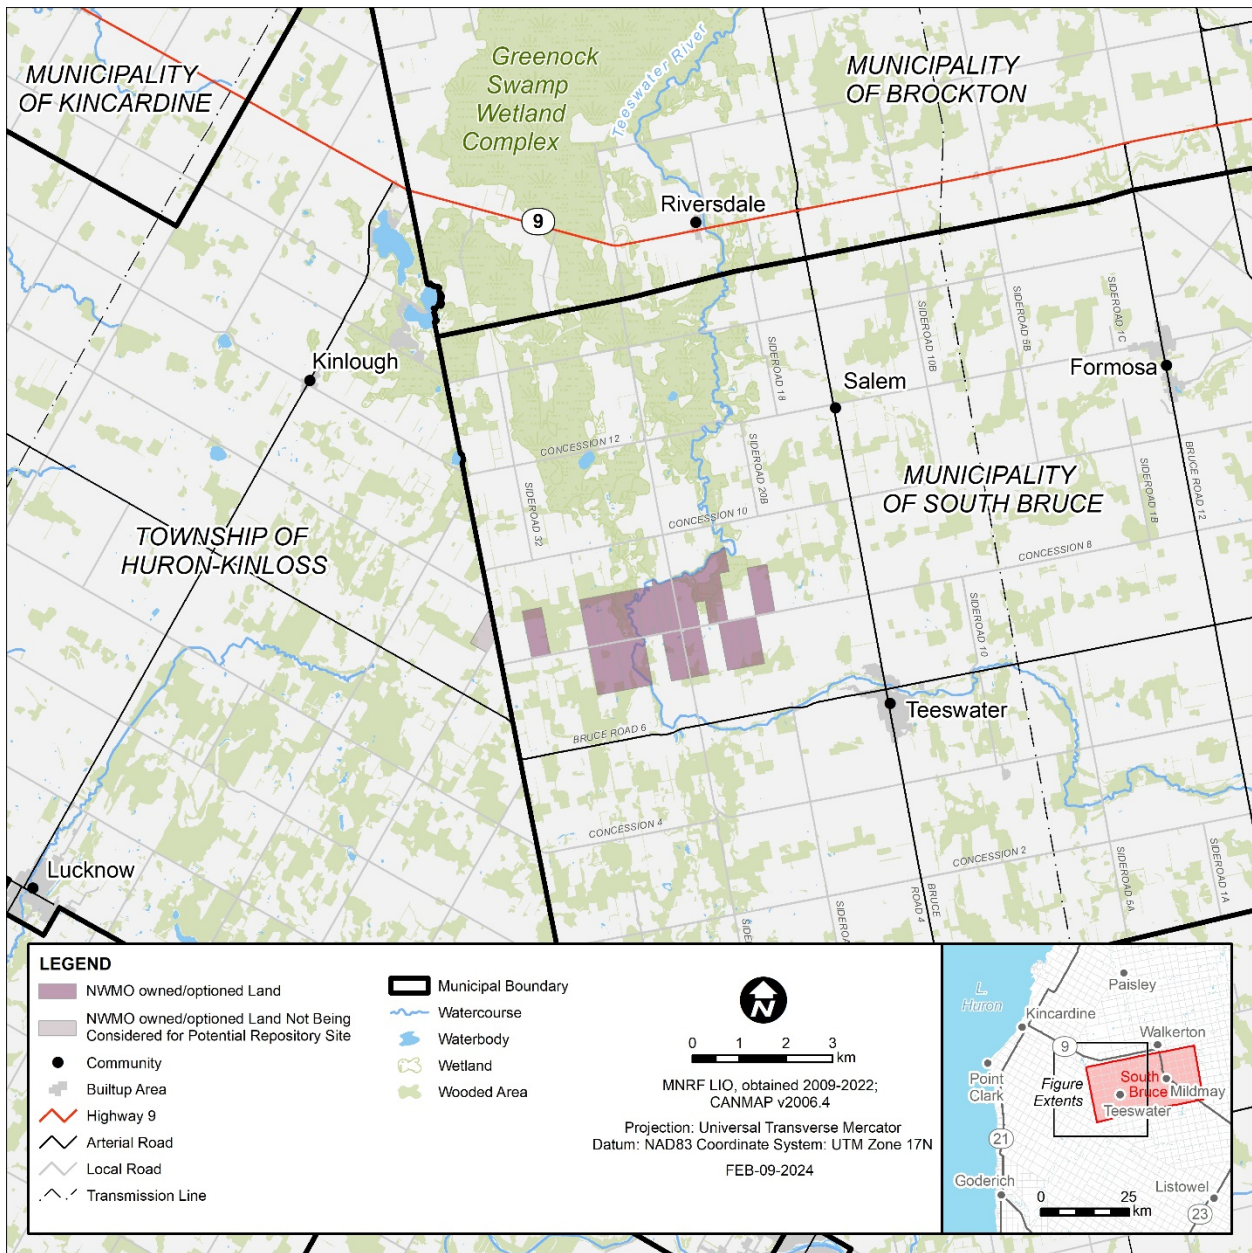 MUNICIPALITY
OF KINCARDINE
Greenock
Swamp
Wetland
Complex
Teeswater River
MUNICIPALITY
OF BROCKTON
Riversdale
9
Kinlough
SIDEROAD 18
SIDEROAD 10B
SIDEROAD 5B
SIDEROAD 1C
Formosa
Salem
CONCESSION 12
SIDEROAD 32
SIDEROAD 20B
CONCESSION 10
MUNICIPALITY
OF SOUTH BRUCE
SIDEROAD 1B
BRUCE ROAD 12
CONCESSION 8
TOWNSHIP OF
HURON-KINLOSS
SIDEROAD 10
Teeswater
BRUCE ROAD 6
CONCESSION 4
CONCESSION 2
Lucknow
SIDEROAD
SIDEROAD
BRUCE
ROAD 4
SIDEROAD 5A
SIDEROAD 1A
LEGEND
NWMO owned/optioned Land
NWMO owned/optioned Land Not Being
Considered for Potential Repository Site
Community
Builtup Area
Highway 9
Arterial Road
Local Road
Transmission Line
Municipal Boundary
Watercourse
Waterbody
Wetland
Wooded Area
N
0 1 2 3
km
MNRF LIO, obtained 2009-2022;
CANMAP v2006.4
Projection: Universal Transverse Mercator
Datum: NAD83 Coordinate System: UTM Zone 17N
FEB-09-2024
L.
Huron
Paisley
Kincardine
Walkerton
9
Point
Clark
Figure
Extents
South
Bruce
Mildmay
Teeswater
21
Goderich
Listowel
0 25
km
23